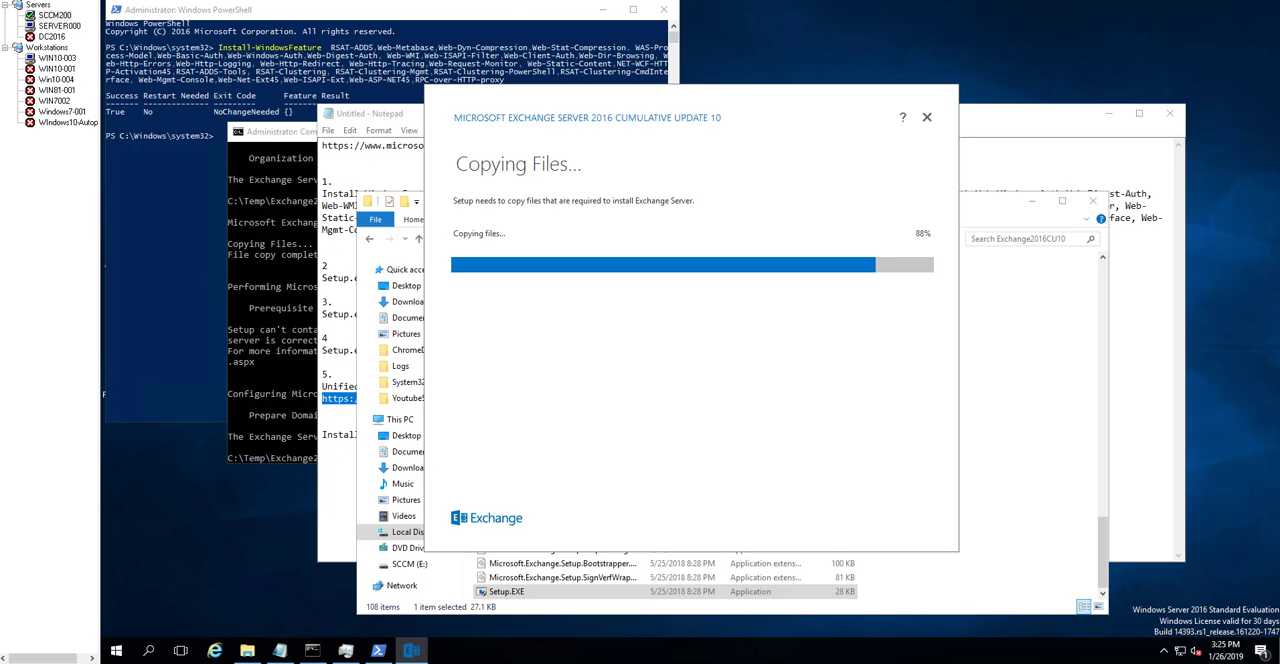 Servers
SCCM200
SERVER000
DC2016
Workstations
WIN10-003
WIN10-001
Win10-004
WIN81-001
WIN7002
Windows7-001
WIndows10-Autop
Administrator: Windows PowerShell
Windows PowerShell
Copyright (C) 2016 Microsoft Corporation. All rights reserved.
PS C:\Windows\system32> Install-WindowsFeature RSAT-ADDS,Web-Metabase,Web-Dyn-Compression,Web-Stat-Compression, WAS-Pro
cess-Model,Web-Basic-Auth,Web-Windows-Auth,Web-Digest-Auth, Web-WMI,Web-ISAPI-Filter,Web-Client-Auth,Web-Dir-Browsing, W
eb-Http-Errors,Web-Http-Logging, Web-Http-Redirect, Web-Http-Tracing,Web-Request-Monitor, Web-Static-Content,NET-WCF-HTT
P-Activation45,RSAT-ADDS-Tools, RSAT-Clustering, RSAT-Clustering-Mgmt,RSAT-Clustering-PowerShell,RSAT-Clustering-CmdInte
rface, Web-Mgmt-Console,Web-Net-Ext45,Web-ISAPI-Ext,Web-ASP-NET45,RPC-over-HTTP-proxy
Success Restart Needed Exit Code Feature Result
True No NoChangeNeeded {}
PS C:\Windows\system32>
Administrator: Com
Organization
The Exchange Serv
C:\Temp\Exchange2
Microsoft Exchang
Copying Files...
File copy complet
Performing Micros
Prerequisite
Setup can't conta
server is correct
For more informat
.aspx
Configuring Micro
Prepare Domai
The Exchange Serv
C:\Temp\Exchange2
Untitled - Notepad
File Edit Format View
https://www.microso
1.
Web-WM
Static-
Mgmt-Co
2
Setup.e
3.
Setup.e
4
Setup.e
5.
Unified
https:/
Install
-Digest-Auth,
r, Web-
face, Web-
File Home
Search Exchange2016CU10
Quick acce
Desktop
Downloa
Documer
Pictures
ChromeD
Logs
System32
YoutubeS
This PC
Desktop
Documer
Downloa
Music
Pictures
Videos
Local Dis
DVD Driv
SCCM (E:)
Network
Microsoft.Exchange.Setup.Bootstrapper.... 5/25/2018 8:28 PM Application extens... 100 KB
Microsoft.Exchange.Setup.SignVerfWrap... 5/25/2018 8:28 PM Application extens... 81 KB
Setup.EXE 5/25/2018 8:28 PM Application 28 KB
108 items 1 item selected 27.1 KB
MICROSOFT EXCHANGE SERVER 2016 CUMULATIVE UPDATE 10
?
Copying Files...
Setup needs to copy files that are required to install Exchange Server.
Copying files... 88%
Exchange
Windows Server 2016 Standard Evaluation
Windows License valid for 30 days
Build 14393.rs1_release.161220-1747
3:25 PM
1/26/2019